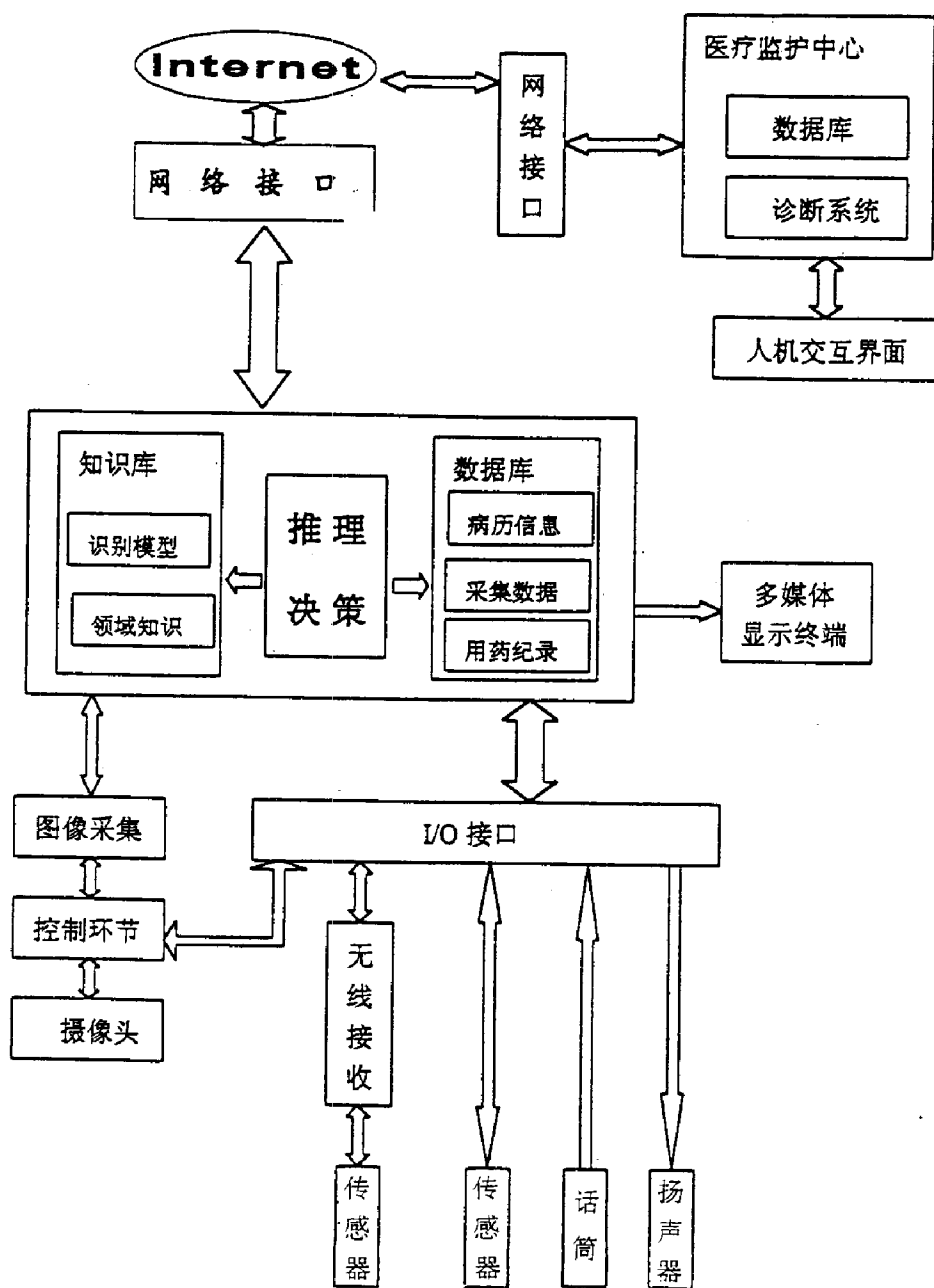 Internet
网络接口
网络接口
医疗监护中心
数据库
诊断系统
人机交互界面
知识库
识别模型
领域知识
推理
决策
数据库
病历信息
采集数据
用药纪录
多媒体
显示终端
图像采集
控制环节
摄像头
I/O 接口
无线接收
传感器
传感器
话筒
扬声器